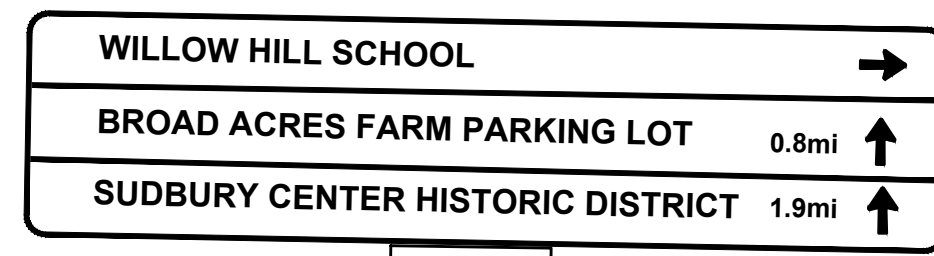 WILLOW HILL SCHOOL
BROAD ACRES FARM PARKING LOT 0.8mi
SUDBURY CENTER HISTORIC DISTRICT 1.9mi